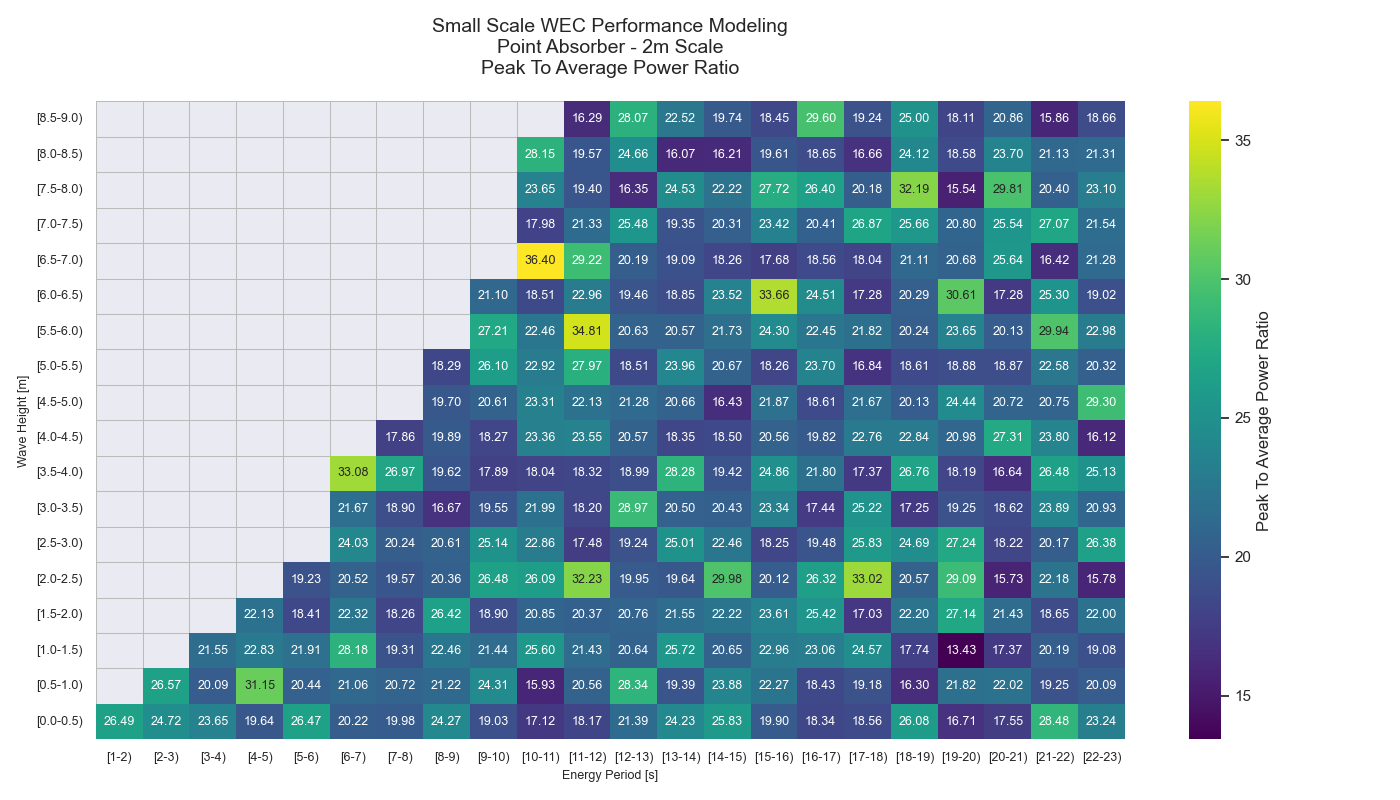 Small Scale WEC Performance Modeling
Point Absorber - 2m Scale
Peak To Average Power Ratio
[8.5-9.0) 16.29 28.07 22.52 19.74 18.45 29.60 19.24 25.00 18.11 20.86 15.86 18.66
[8.0-8.5) 28.15 19.57 24.66 16.07 16.21 19.61 18.65 16.66 24.12 18.58 23.70 21.13 21.31
[7.5-8.0) 23.65 19.40 16.35 24.53 22.22 27.72 26.40 20.18 32.19 15.54 29.81 20.40 23.10
[7.0-7.5) 17.98 21.33 25.48 19.35 20.31 23.42 20.41 26.87 25.66 20.80 25.54 27.07 21.54
[6.5-7.0) 36.40 29.22 20.19 19.09 18.26 17.68 18.56 18.04 21.11 20.68 25.64 16.42 21.28
[6.0-6.5) 21.10 18.51 22.96 19.46 18.85 23.52 33.66 24.51 17.28 20.29 30.61 17.28 25.30 19.02
[5.5-6.0) 27.21 22.46 34.81 20.63 20.57 21.73 24.30 22.45 21.82 20.24 23.65 20.13 29.94 22.98
[5.0-5.5) 18.29 26.10 22.92 27.97 18.51 23.96 20.67 18.26 23.70 16.84 18.61 18.88 18.87 22.58 20.32
[4.5-5.0) 19.70 20.61 23.31 22.13 21.28 20.66 16.43 21.87 18.61 21.67 20.13 24.44 20.72 20.75 29.30
[4.0-4.5) 17.86 19.89 18.27 23.36 23.55 20.57 18.35 18.50 20.56 19.82 22.76 22.84 20.98 27.31 23.80 16.12
[3.5-4.0) 33.08 26.97 19.62 17.89 18.04 18.32 18.99 28.28 19.42 24.86 21.80 17.37 26.76 18.19 16.64 26.48 25.13
[3.0-3.5) 21.67 18.90 16.67 19.55 21.99 18.20 28.97 20.50 20.43 23.34 17.44 25.22 17.25 19.25 18.62 23.89 20.93
[2.5-3.0) 24.03 20.24 20.61 25.14 22.86 17.48 19.24 25.01 22.46 18.25 19.48 25.83 24.69 27.24 18.22 20.17 26.38
[2.0-2.5) 19.23 20.52 19.57 20.36 26.48 26.09 32.23 19.95 19.64 29.98 20.12 26.32 33.02 20.57 29.09 15.73 22.18 15.78
[1.5-2.0) 22.13 18.41 22.32 18.26 26.42 18.90 20.85 20.37 20.76 21.55 22.22 23.61 25.42 17.03 22.20 27.14 21.43 18.65 22.00
[1.0-1.5) 21.55 22.83 21.91 28.18 19.31 22.46 21.44 25.60 21.43 20.64 25.72 20.65 22.96 23.06 24.57 17.74 13.43 17.37 20.19 19.08
[0.5-1.0) 26.57 20.09 31.15 20.44 21.06 20.72 21.22 24.31 15.93 20.56 28.34 19.39 23.88 22.27 18.43 19.18 16.30 21.82 22.02 19.25 20.09
[0.0-0.5) 26.49 24.72 23.65 19.64 26.47 20.22 19.98 24.27 19.03 17.12 18.17 21.39 24.23 25.83 19.90 18.34 18.56 26.08 16.71 17.55 28.48 23.24
[1-2) [2-3) [3-4) [4-5) [5-6) [6-7) [7-8) [8-9) [9-10) [10-11) [11-12) [12-13) [13-14) [14-15) [15-16) [16-17) [17-18) [18-19) [19-20) [20-21) [21-22) [22-23)
Energy Period [s]
Wave Height [m]
35
30
25
20
15
Peak To Average Power Ratio